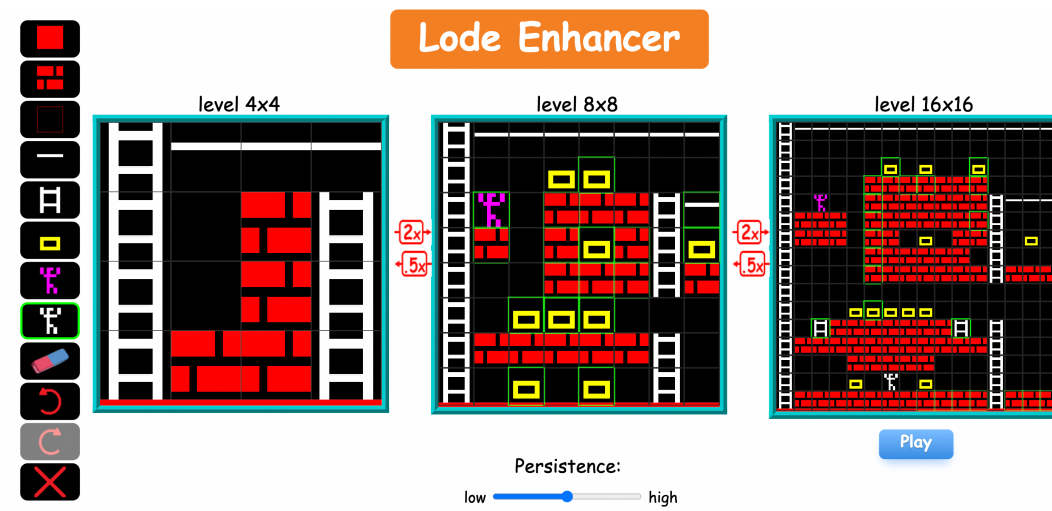 Lode Enhancer
level 4x4
level 8x8
level 16x16
2x
.5x
2x
.5x
Play
Persistence:
low
high